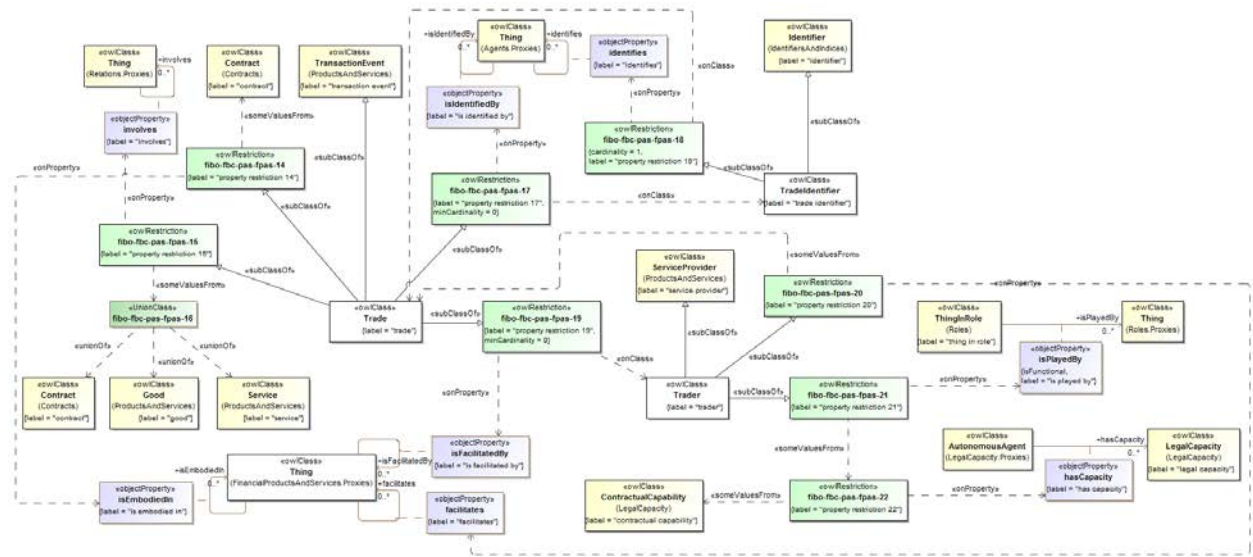 «owlClass»
Thing
(Relations.Proxies)
+involves
0..*
«owlClass»
Contract
(Contracts)
[label = "contract"]
«owlClass»
TransactionEvent
(ProductsAndServices)
[label = "transaction event"]
+isIdentifiedBy
0..*
«owlClass»
Thing
(Agents.Proxies)
+identifies
0..*
«objectProperty»
identifies
[label = "identifies"]
«onClass»
«owlClass»
Identifier
(IdentifiersAndIndices)
[label = "identifier"]
«objectProperty»
involves
[label = "involves"]
«someValuesFrom»
«objectProperty»
isIdentifiedBy
[label = "is identified by"]
«onProperty»
«owlRestriction»
fibo-fbc-pas-fpas-18
[cardinality = 1,
label = "property restriction 18"]
«subClassOf»
«onProperty»
«owlRestriction»
fibo-fbc-pas-fpas-14
[label = "property restriction 14"]
«subClassOf»
«onProperty»
«subClassOf»
«owlClass»
TradeIdentifier
[label = "trade identifier"]
«onProperty»
«subClassOf»
«owlRestriction»
fibo-fbc-pas-fpas-17
[label = "property restriction 17",
minCardinality = 0]
«onClass»
«owlRestriction»
fibo-fbc-pas-fpas-15
[label = "property restriction 15"]
«subClassOf»
«subClassOf»
«someValuesFrom»
«owlClass»
ServiceProvider
(ProductsAndServices)
[label = "service provider"]
«someValuesFrom»
«owlRestriction»
fibo-fbc-pas-fpas-20
[label = "property restriction 20"]
«onProperty»
«UnionClass»
fibo-fbc-pas-fpas-16
«owlClass»
Trade
[label = "trade"]
«subClassOf»
«owlRestriction»
fibo-fbc-pas-fpas-19
[label = "property restriction 19",
minCardinality = 0]
«subClassOf»
«subClassOf»
«owlClass»
ThingInRole
(Roles)
[label = "thing in role"]
+isPlayedBy
0..*
«owlClass»
Thing
(Roles.Proxies)
«unionOf»
«unionOf»
«unionOf»
«onClass»
«objectProperty»
isPlayedBy
[isFunctional,
label = "is played by"]
«owlClass»
Contract
(Contracts)
[label = "contract"]
«owlClass»
Good
(ProductsAndServices)
[label = "good"]
«owlClass»
Service
(ProductsAndServices)
[label = "service"]
«onProperty»
«owlClass»
Trader
[label = "trader"]
«subClassOf»
«owlRestriction»
fibo-fbc-pas-fpas-21
[label = "property restriction 21"]
«onProperty»
«objectProperty»
isFacilitatedBy
[label = "is facilitated by"]
«someValuesFrom»
«owlClass»
AutonomousAgent
(LegalCapacity.Proxies)
+hasCapacity
0..*
«owlClass»
LegalCapacity
(LegalCapacity)
[label = "legal capacity"]
+isEmbodiedIn
0..*
«owlClass»
Thing
(FinancialProductsAndServices.Proxies)
+isFacilitatedBy
0..*
+facilitates
0..*
«objectProperty»
hasCapacity
[label = "has capacity"]
«objectProperty»
isEmbodiedIn
[label = "is embodied in"]
«objectProperty»
facilitates
[label = "facilitates"]
«owlClass»
ContractualCapability
(LegalCapacity)
[label = "contractual capability"]
«someValuesFrom»
«owlRestriction»
fibo-fbc-pas-fpas-22
[label = "property restriction 22"]
«onProperty»